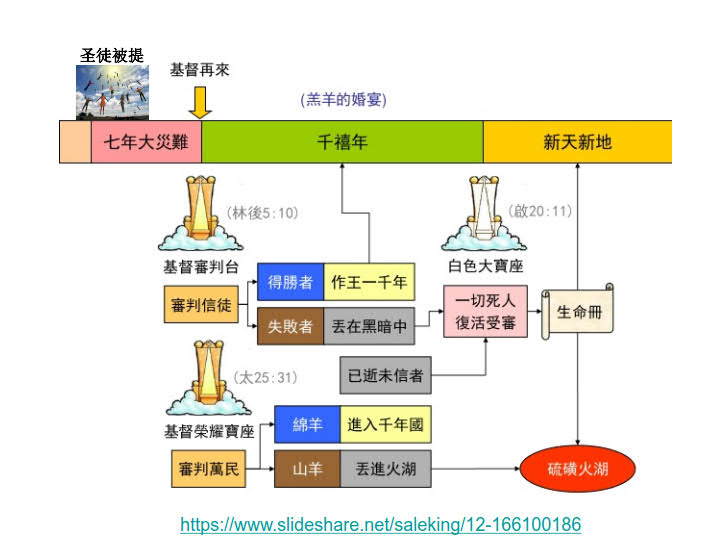 圣徒被提
基督再來
(羔羊的婚宴)
七年大災難
千禧年
新天新地
(林後5:10)
(啟20:11)
基督審判台
白色大寶座
審判信徒
得勝者
作王一千年
失敗者
丟在黑暗中
一切死人
復活受審
生命冊
(太25:31)
已逝未信者
基督榮耀寶座
綿羊
進入千年國
審判萬民
山羊
丟進火湖
硫磺火湖
https://www.slideshare.net/saleking/12-166100186